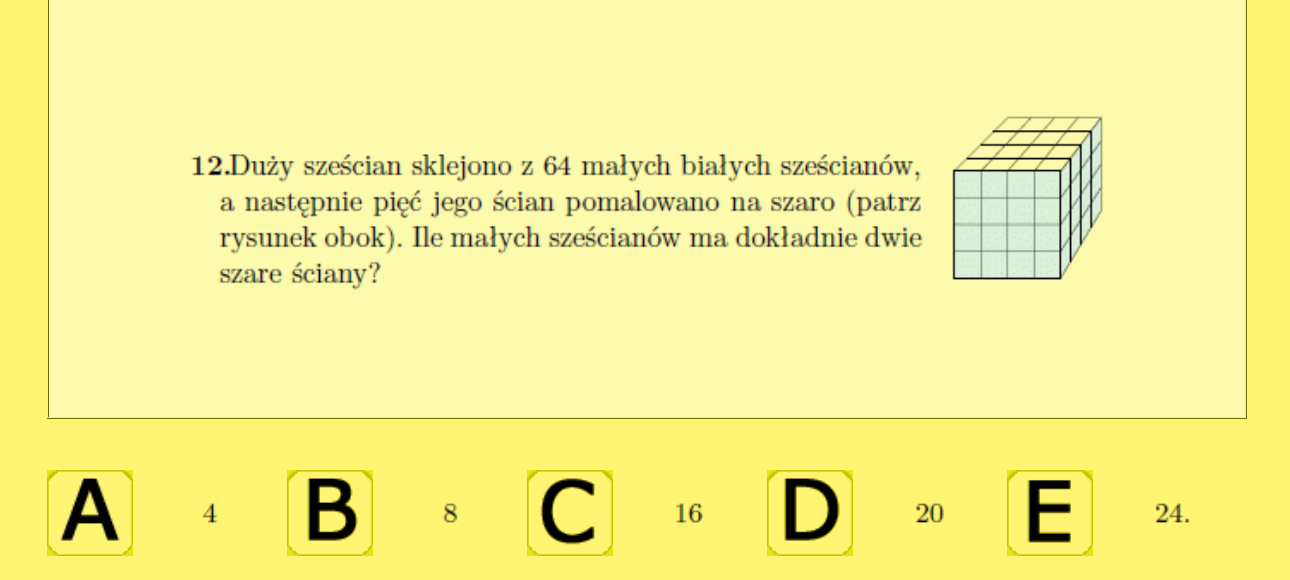 12.Duży sześcian sklejono z 64 małych białych sześcianów,
a następnie pięć jego ścian pomalowano na szaro (patrz
rysunek obok). Ile małych sześcianów ma dokładnie dwie
szare ściany?
A 4 B 8 C 16 D 20 E 24.